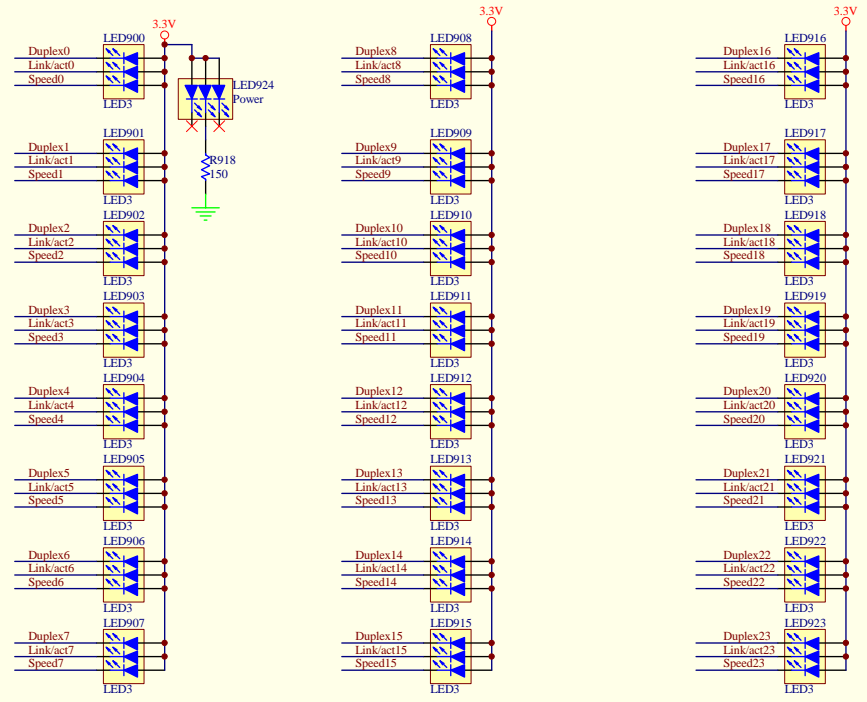 3.3V
LED900
Duplex0
Link/act0
Speed0
LED3
LED924
Power
R918
150
LED901
Duplex1
Link/act1
Speed1
LED3
LED902
Duplex2
Link/act2
Speed2
LED3
LED903
Duplex3
Link/act3
Speed3
LED3
LED904
Duplex4
Link/act4
Speed4
LED3
LED905
Duplex5
Link/act5
Speed5
LED3
LED906
Duplex6
Link/act6
Speed6
LED3
LED907
Duplex7
Link/act7
Speed7
LED3
3.3V
LED908
Duplex8
Link/act8
Speed8
LED3
LED909
Duplex9
Link/act9
Speed9
LED3
LED910
Duplex10
Link/act10
Speed10
LED3
LED911
Duplex11
Link/act11
Speed11
LED3
LED912
Duplex12
Link/act12
Speed12
LED3
LED913
Duplex13
Link/act13
Speed13
LED3
LED914
Duplex14
Link/act14
Speed14
LED3
LED915
Duplex15
Link/act15
Speed15
LED3
3.3V
LED916
Duplex16
Link/act16
Speed16
LED3
LED917
Duplex17
Link/act17
Speed17
LED3
LED918
Duplex18
Link/act18
Speed18
LED3
LED919
Duplex19
Link/act19
Speed19
LED3
LED920
Duplex20
Link/act20
Speed20
LED3
LED921
Duplex21
Link/act21
Speed21
LED3
LED922
Duplex22
Link/act22
Speed22
LED3
LED923
Duplex23
Link/act23
Speed23
LED3